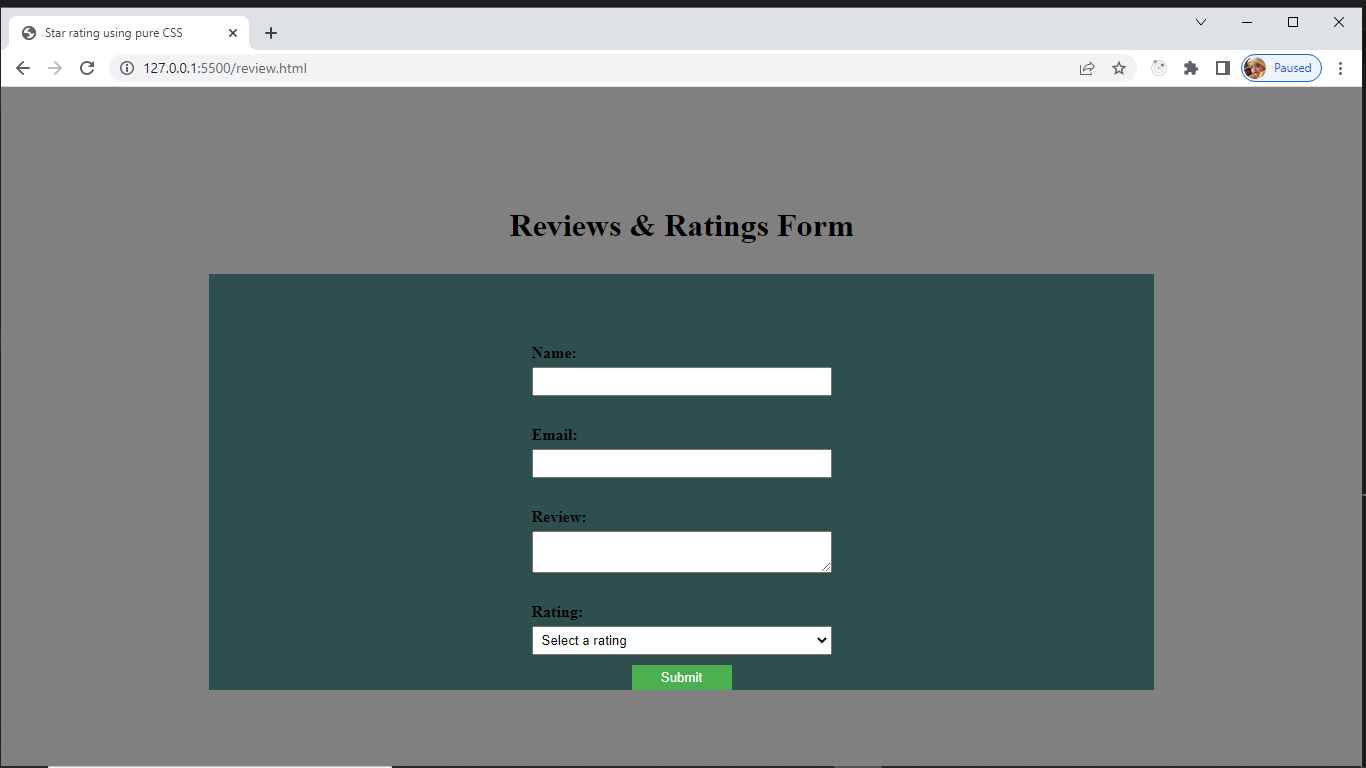 Star rating using pure CSS
127.0.0.1:5500/review.html
Paused
Reviews & Ratings Form
Name:
Email:
Review:
Rating:
Select a rating
Submit